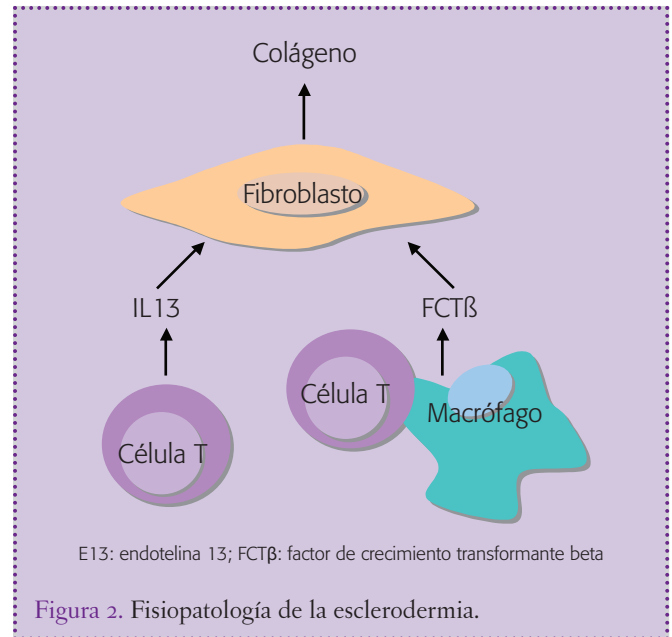 Colágeno
Fibroblasto
IL13
FCTß
Célula T
Célula T
Macrófago
E13: endotelina 13; FCTβ: factor de crecimiento transformante beta
Figura 2. Fisiopatología de la esclerodermia.